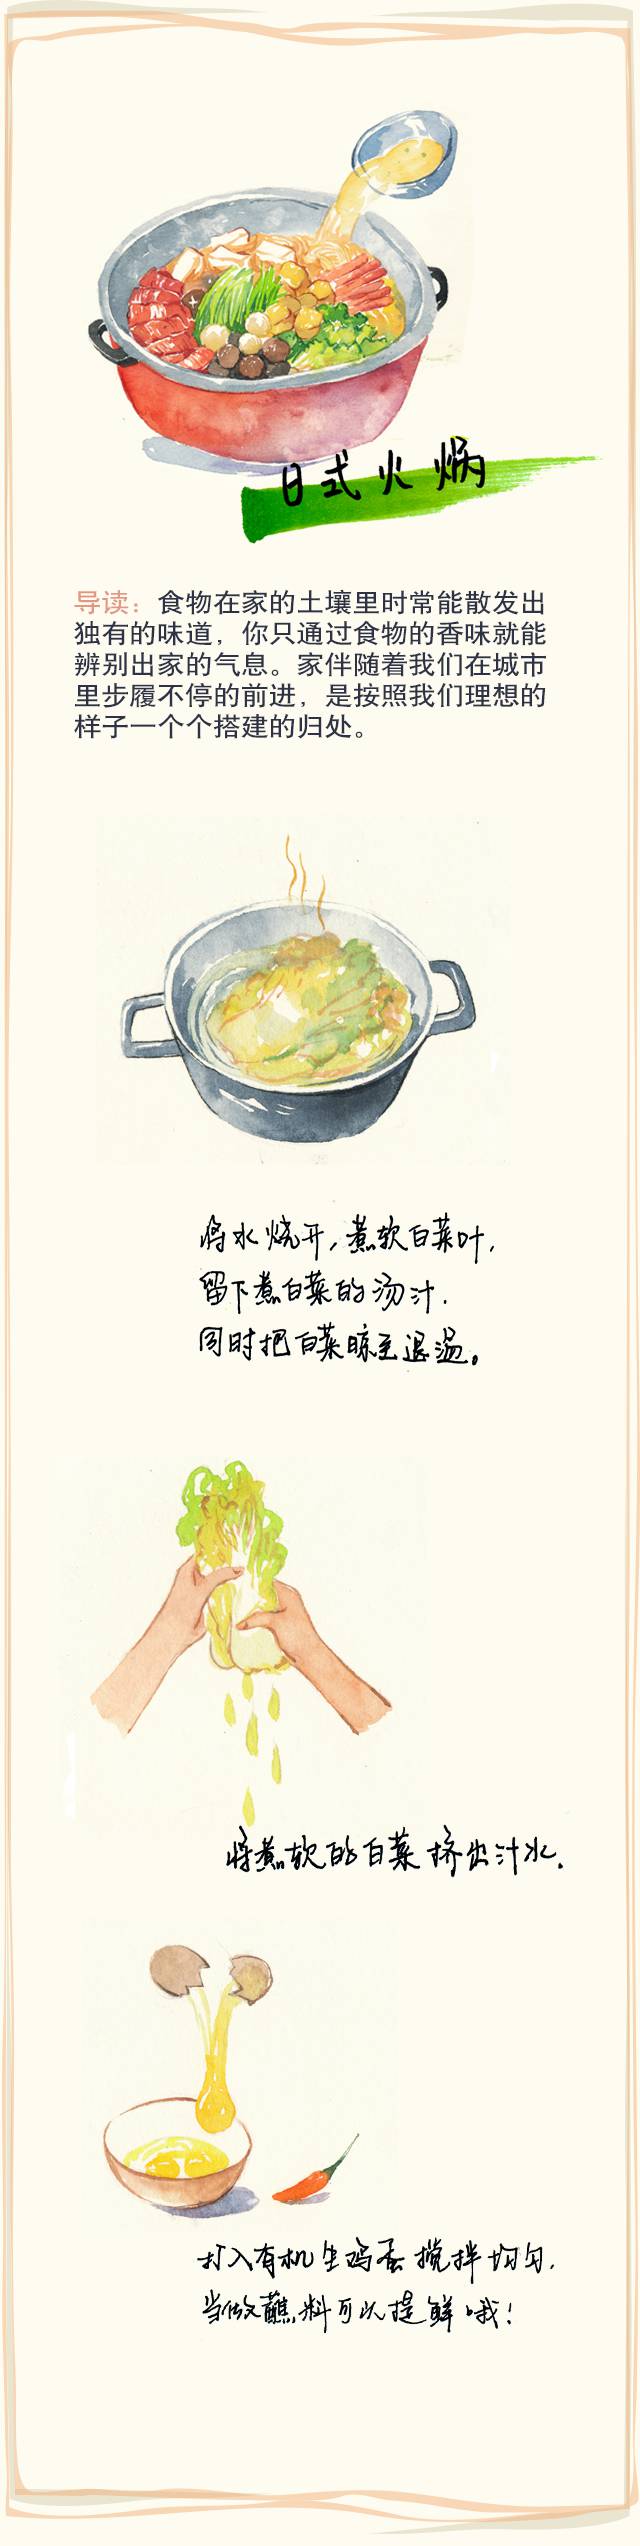 日式火焗
导读：食物在家的土壤里时常能散发出
独有的味道，你只通过食物的香味就能
辨别出家的气息。家伴随着我们在城市
里步履不停的前进，是按照我们理想的
样子一个个搭建的归处。
将水烧开，煮软白菜叶，
留下煮白菜的汤汁.
同时把白菜晾至退温。
将煮软的白菜挤出汁水.
打入有机生鸡蛋搅拌均匀.
当做蘸料可以提鲜哦！